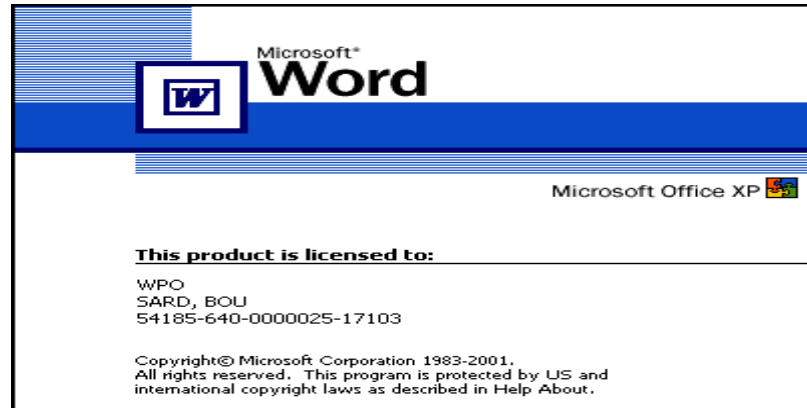 Microsoft®
Word
W
Microsoft Office XP
This product is licensed to:
WPO
SARD, BOU
54185-640-0000025-17103
Copyright© Microsoft Corporation 1983-2001.
All rights reserved.  This program is protected by US and
international copyright laws as described in Help About.